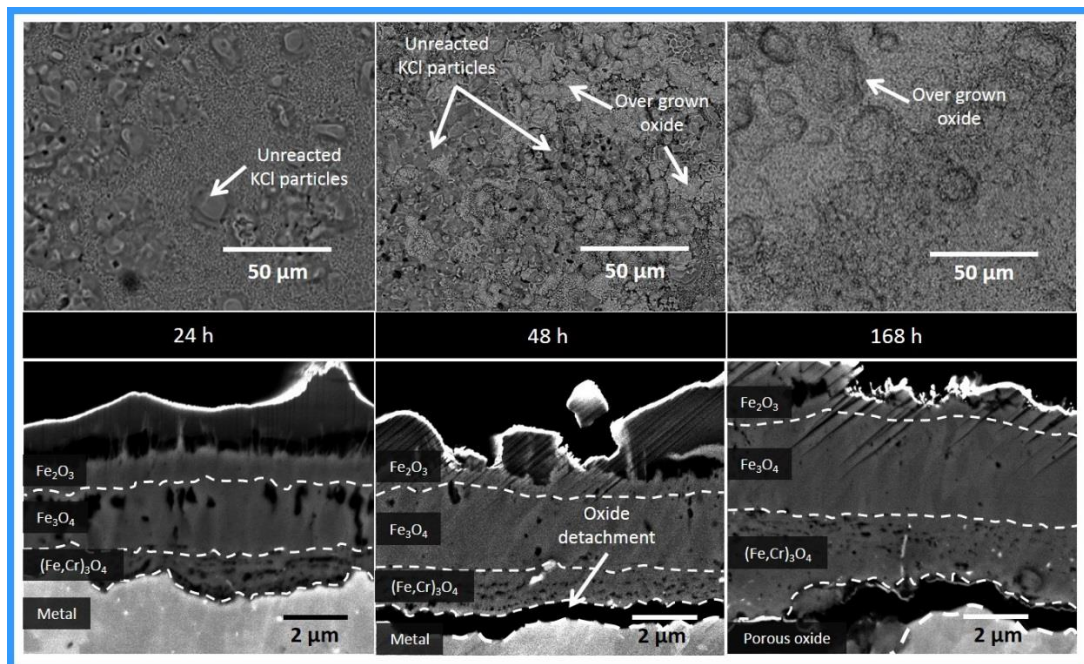 Unreacted
KCl particles
50 µm
Unreacted
KCl particles
Over grown
oxide
50 µm
Over grown
oxide
50 µm
24 h
48 h
168 h
Fe₂O₃
Fe₃O₄
(Fe,Cr)₃O₄
Metal
2 µm
Fe₂O₃
Fe₃O₄
Oxide
detachment
(Fe,Cr)₃O₄
Metal
2 µm
Fe₂O₃
Fe₃O₄
(Fe,Cr)₃O₄
Porous oxide
2 µm